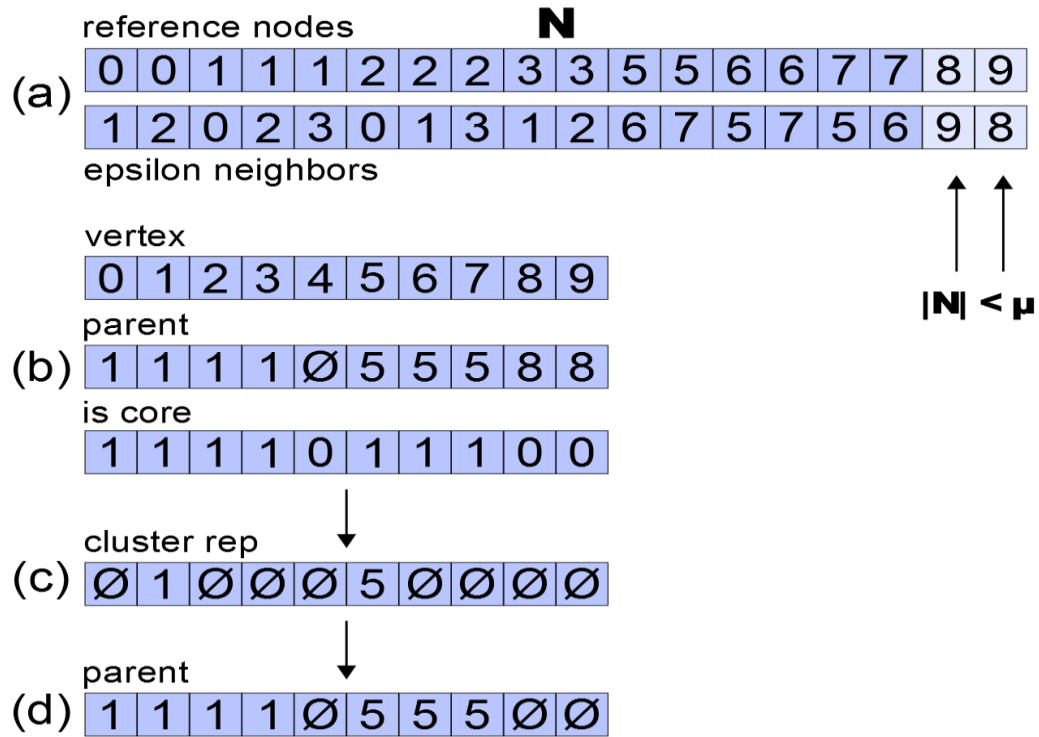 reference nodes N
(a)
0 0 1 1 1 2 2 2 3 3 5 5 6 6 7 7 8 9
1 2 0 2 3 0 1 3 1 2 6 7 5 7 5 6 9 8
epsilon neighbors
|N| < μ
vertex
0 1 2 3 4 5 6 7 8 9
parent
(b) 1 1 1 1 Ø 5 5 5 8 8
is core
1 1 1 1 0 1 1 1 0 0
cluster rep
(c) Ø 1 Ø Ø Ø 5 Ø Ø Ø Ø
parent
(d) 1 1 1 1 Ø 5 5 5 Ø Ø